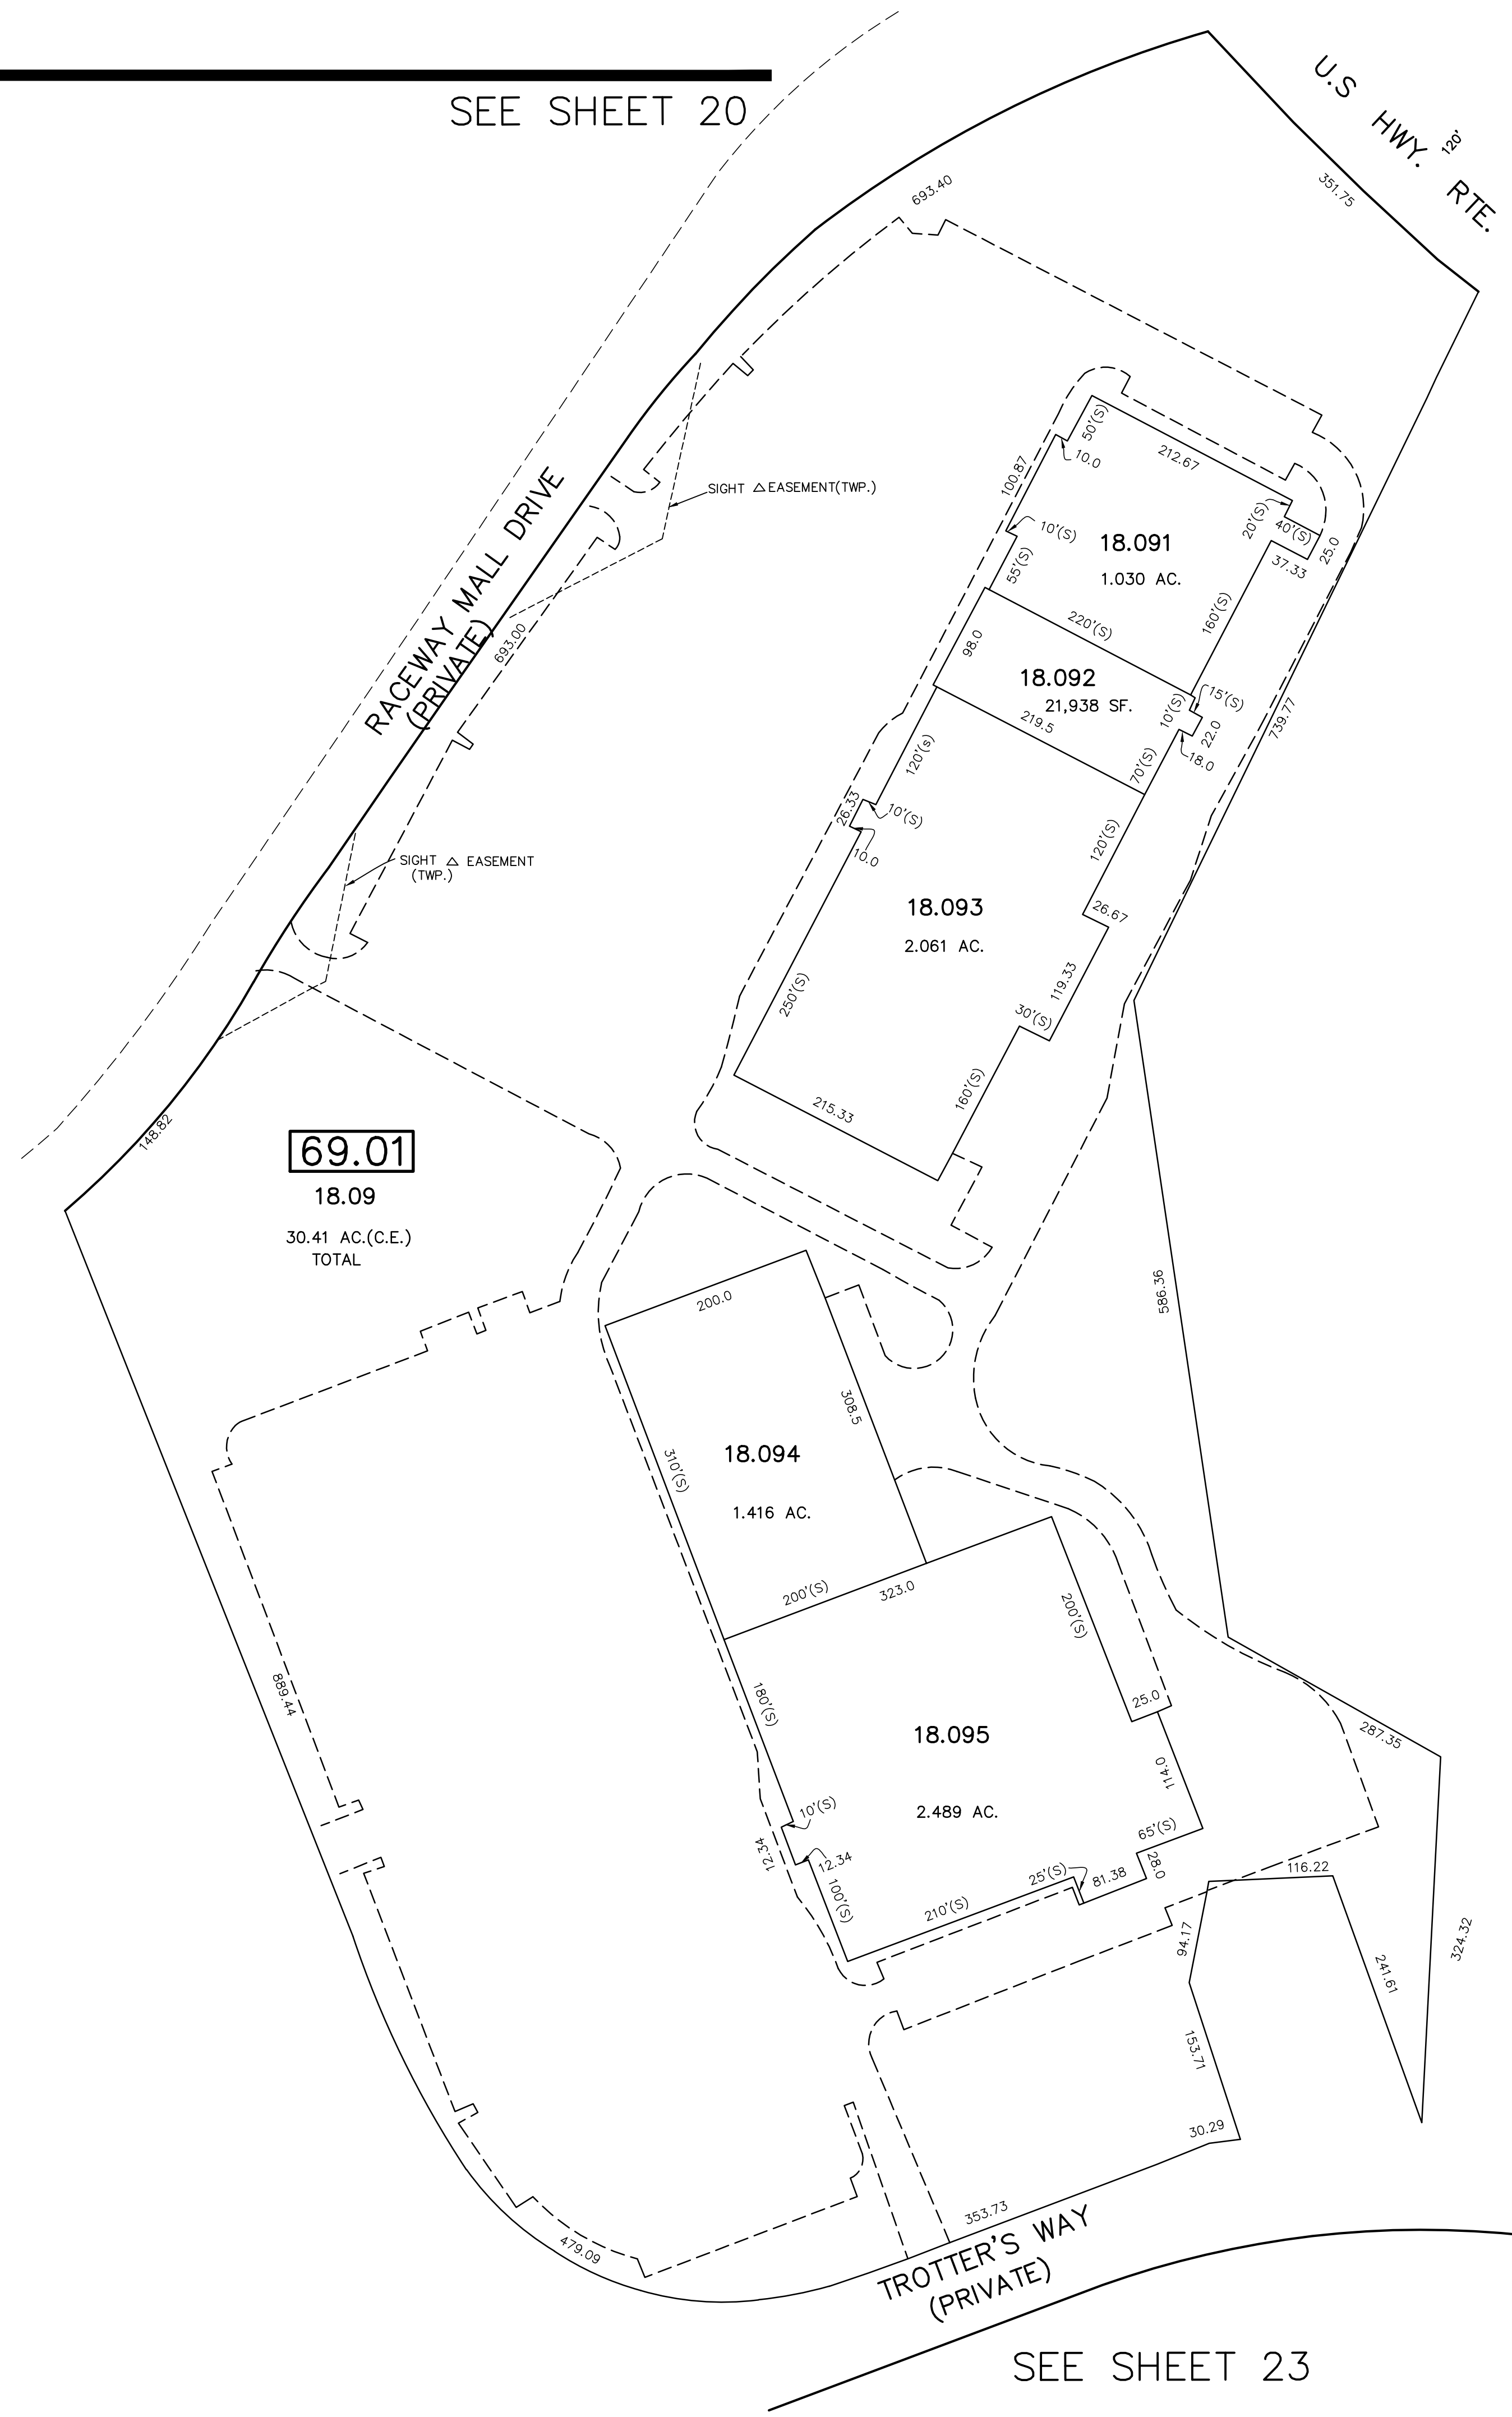 SEE SHEET 20
U.S HWY. RTE.
120'
351.75
693.40
RACEWAY MALL DRIVE
(PRIVATE)
693.00
SIGHT △ EASEMENT(TWP.)
SIGHT △ EASEMENT
(TWP.)
148.82
50'(S)
10.0
212.67
100.87
10'(S)
55'(S)
20'(S)
40'(S)
25.0
37.33
18.091
1.030 AC.
160'(S)
220'(S)
98.0
18.092
21,938 SF.
15'(S)
10'(S)
22.0
18.0
219.5
70'(S)
739.77
120'(s)
26.33
10'(S)
10.0
120'(S)
18.093
2.061 AC.
26.67
250'(S)
119.33
30'(S)
160'(S)
215.33
69.01
18.09
30.41 AC.(C.E.)
TOTAL
586.36
200.0
308.5
310'(S)
18.094
1.416 AC.
200'(S)
323.0
200'(S)
889.44
180'(S)
25.0
18.095
2.489 AC.
287.35
114.0
10'(S)
12.34
12.34
100'(S)
65'(S)
28.0
25'(S)
81.38
210'(S)
116.22
94.17
241.61
324.32
153.71
30.29
353.73
479.09
TROTTER'S WAY
(PRIVATE)
SEE SHEET 23